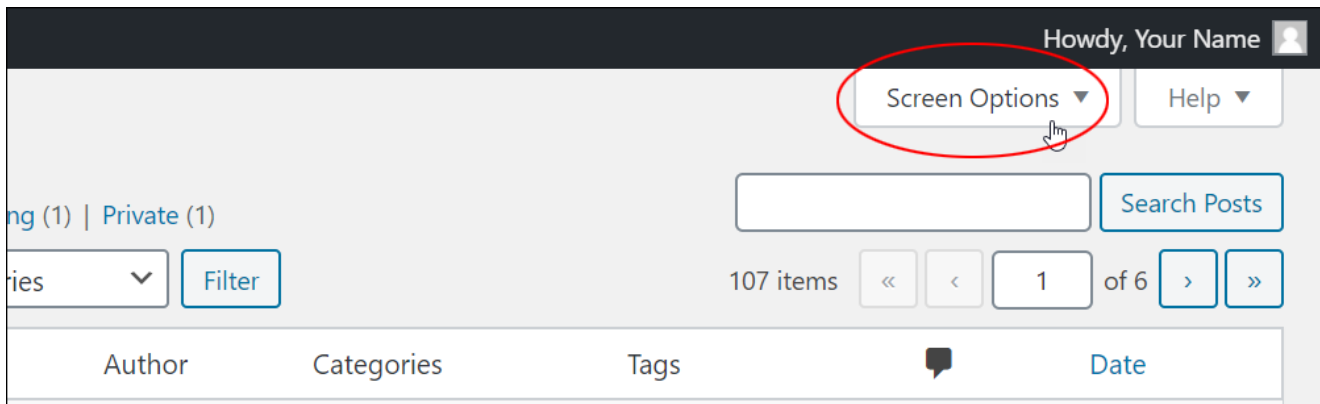 Howdy, Your Name
Screen Options ▼ Help ▼
ng (1) | Private (1) Search Posts
ries Filter 107 items « ‹ 1 of 6 › »
Author Categories Tags Date